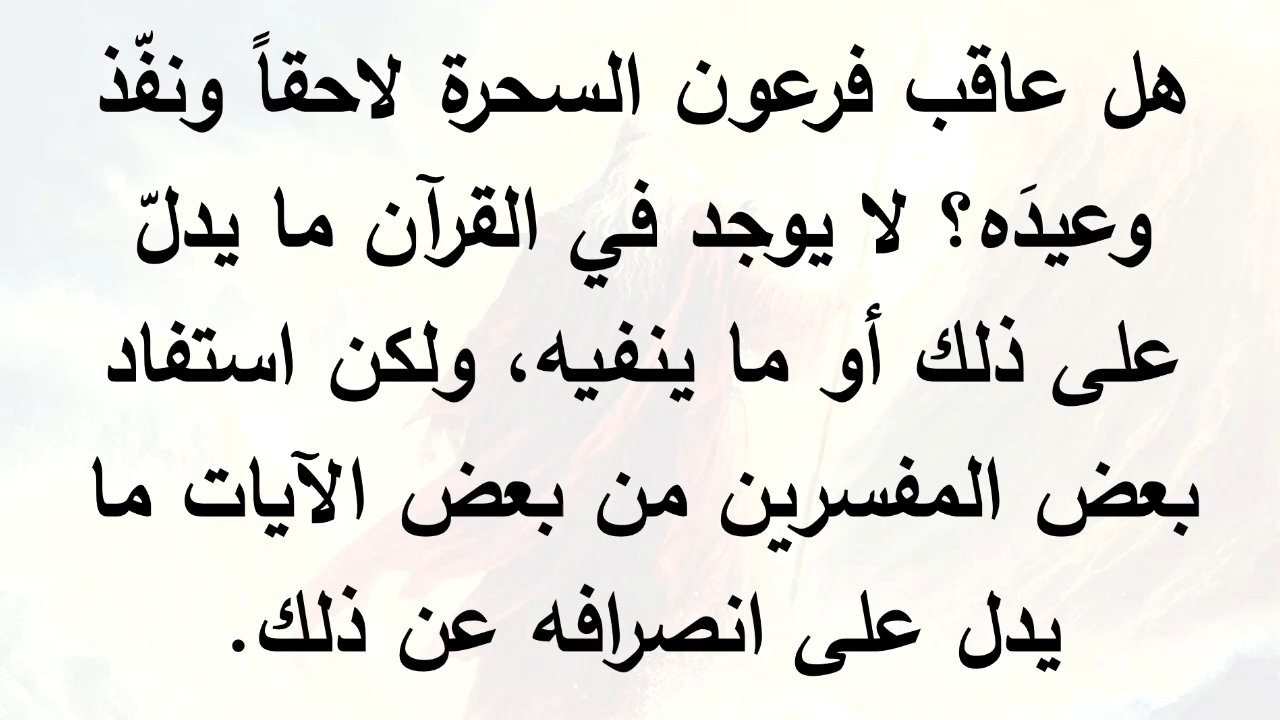 هل عاقب فرعون السحرة لاحقاً ونفّذ
وعيدَه؟ لا يوجد في القرآن ما يدلّ
على ذلك أو ما ينفيه، ولكن استفاد
بعض المفسرين من بعض الآيات ما
يدل على انصرافه عن ذلك.